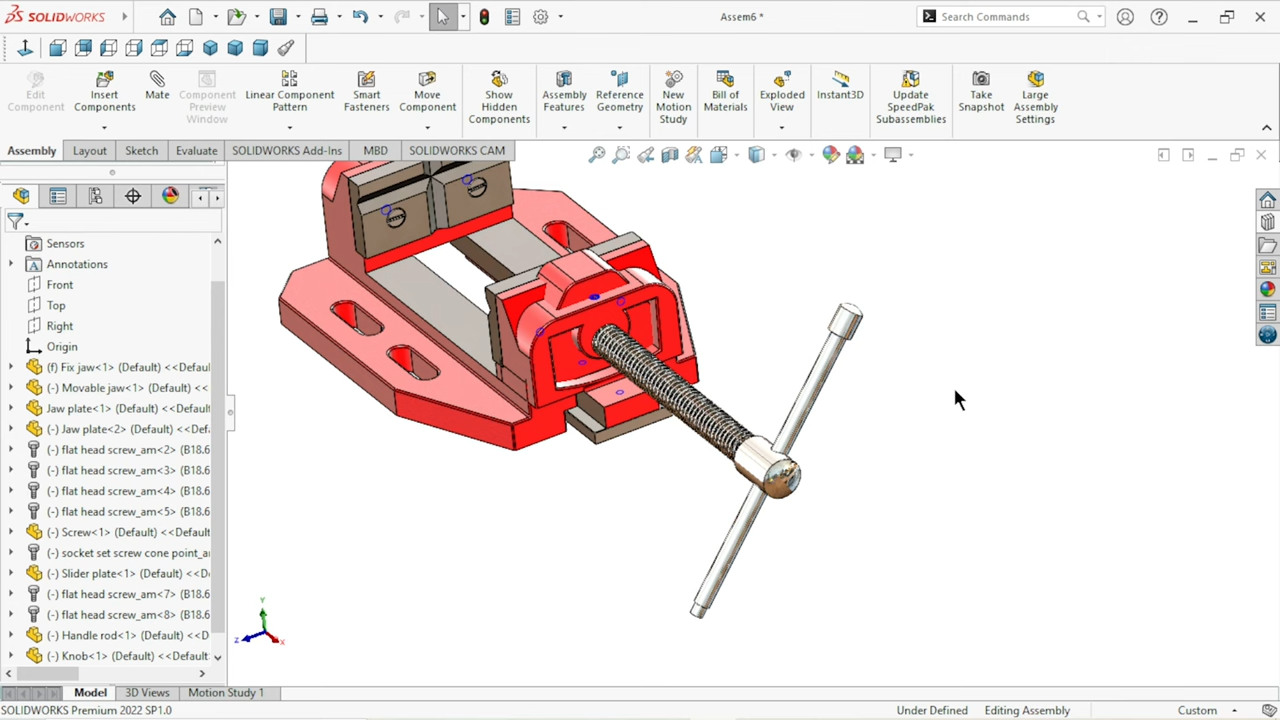 SOLIDWORKS
Assem6 *
Search Commands
Edit Component
Insert Components
Mate
Component Preview Window
Linear Component Pattern
Smart Fasteners
Move Component
Show Hidden Components
Assembly Features
Reference Geometry
New Motion Study
Bill of Materials
Exploded View
Instant3D
Update SpeedPak Subassemblies
Take Snapshot
Large Assembly Settings
Assembly
Layout
Sketch
Evaluate
SOLIDWORKS Add-Ins
MBD
SOLIDWORKS CAM
Sensors
Annotations
Front
Top
Right
Origin
(f) Fix jaw<1> (Default) <<Defaul
(-) Movable jaw<1> (Default) <<
Jaw plate<1> (Default) <<Default
(-) Jaw plate<2> (Default) <<Def
(-) flat head screw_am<2> (B18.6
(-) flat head screw_am<3> (B18.6
(-) flat head screw_am<4> (B18.6
(-) flat head screw_am<5> (B18.6
(-) Screw<1> (Default) <<Default
(-) socket set screw cone point_a
(-) Slider plate<1> (Default) <<D
(-) flat head screw_am<7> (B18.6
(-) flat head screw_am<8> (B18.6
(-) Handle rod<1> (Default) <<D
(-) Knob<1> (Default) <<Default
Y
Z
X
Model
3D Views
Motion Study 1
SOLIDWORKS Premium 2022 SP1.0
Under Defined
Editing Assembly
Custom